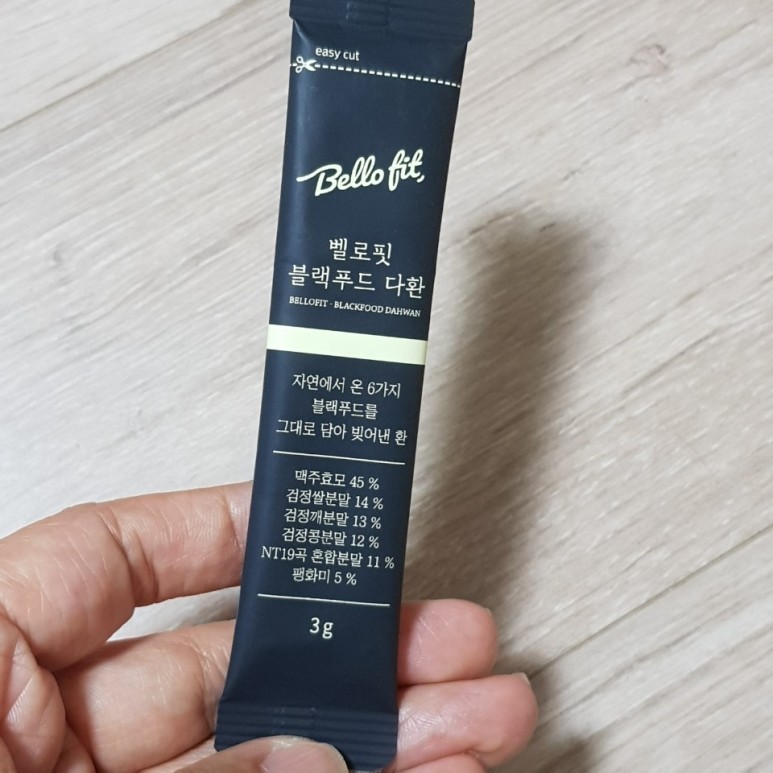 easy cut
Bello fit,
벨로핏
블랙푸드 다환
BELLOFIT · BLACKFOOD DAHWAN
자연에서 온 6가지
블랙푸드를
그대로 담아 빚어낸 환
맥주효모 45 %
검정쌀분말 14 %
검정깨분말 13 %
검정콩분말 12 %
NT19곡 혼합분말 11 %
팽화미 5 %
3g